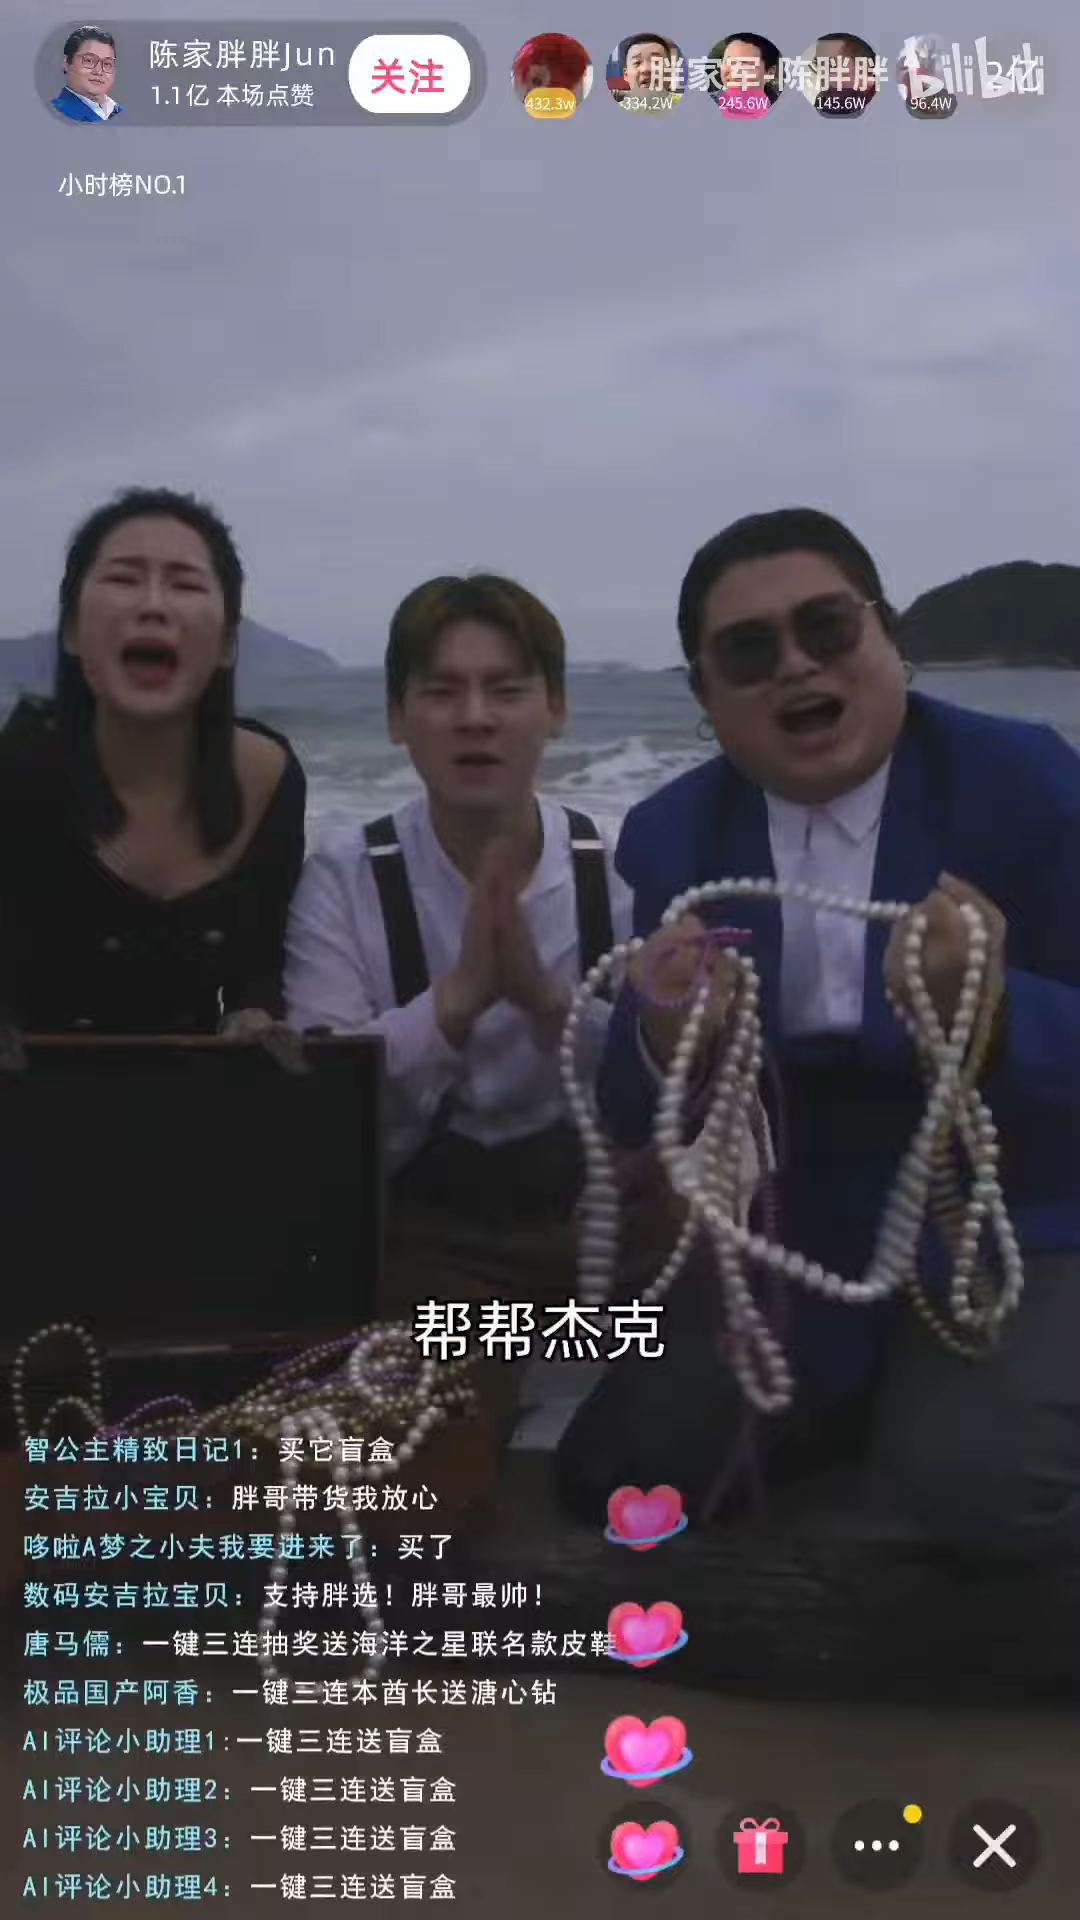 陈家胖胖Jun
1.1亿 本场点赞
关注
432.3w
334.2W
245.6W
145.6W
96.4W
2亿
胖家军-陈胖胖
bilibili
小时榜NO.1
帮帮杰克
智公主精致日记1：买它盲盒
安吉拉小宝贝：胖哥带货我放心
哆啦A梦之小夫我要进来了：买了
数码安吉拉宝贝：支持胖选！胖哥最帅！
唐马儒：一键三连抽奖送海洋之星联名款皮鞋
极品国产阿香：一键三连本酋长送溏心钻
AI评论小助理1:一键三连送盲盒
AI评论小助理2：一键三连送盲盒
AI评论小助理3：一键三连送盲盒
AI评论小助理4：一键三连送盲盒